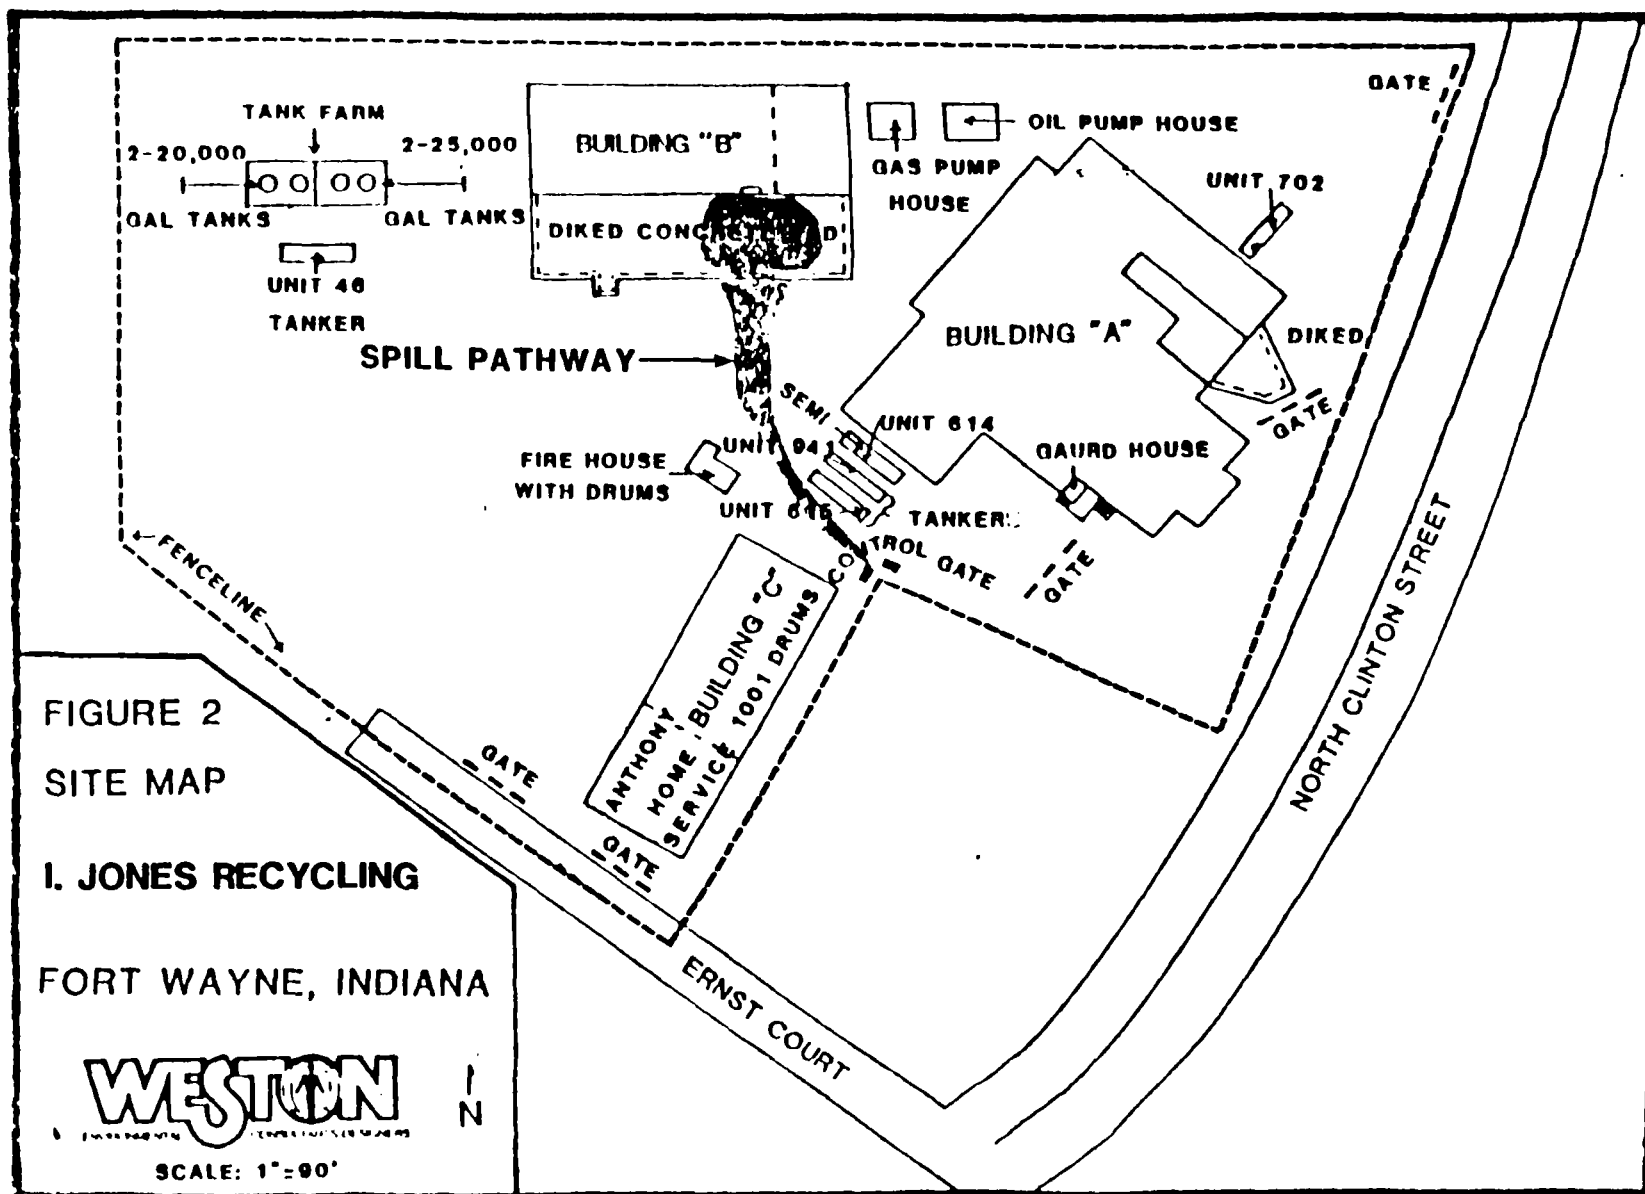 GATE
TANK FARM
2-20,000
2-25,000
GAL TANKS
GAL TANKS
UNIT 46
TANKER
BUILDING "B"
DIKED CONCRETE
GAS PUMP
HOUSE
OIL PUMP HOUSE
UNIT 702
BUILDING "A"
DIKED
GATE
SPILL PATHWAY
SEMI
UNIT 614
UNIT 941
UNIT 615
FIRE HOUSE
WITH DRUMS
GAURD HOUSE
TANKERS
GATE
GATE
FENCELINE
BUILDING "C"
1001 DRUMS
ANTHONY
HOME
SERVICE
GATE
GATE
NORTH CLINTON STREET
ERNST COURT
FIGURE 2
SITE MAP
I. JONES RECYCLING
FORT WAYNE, INDIANA
WESTON
N
SCALE: 1"=90'